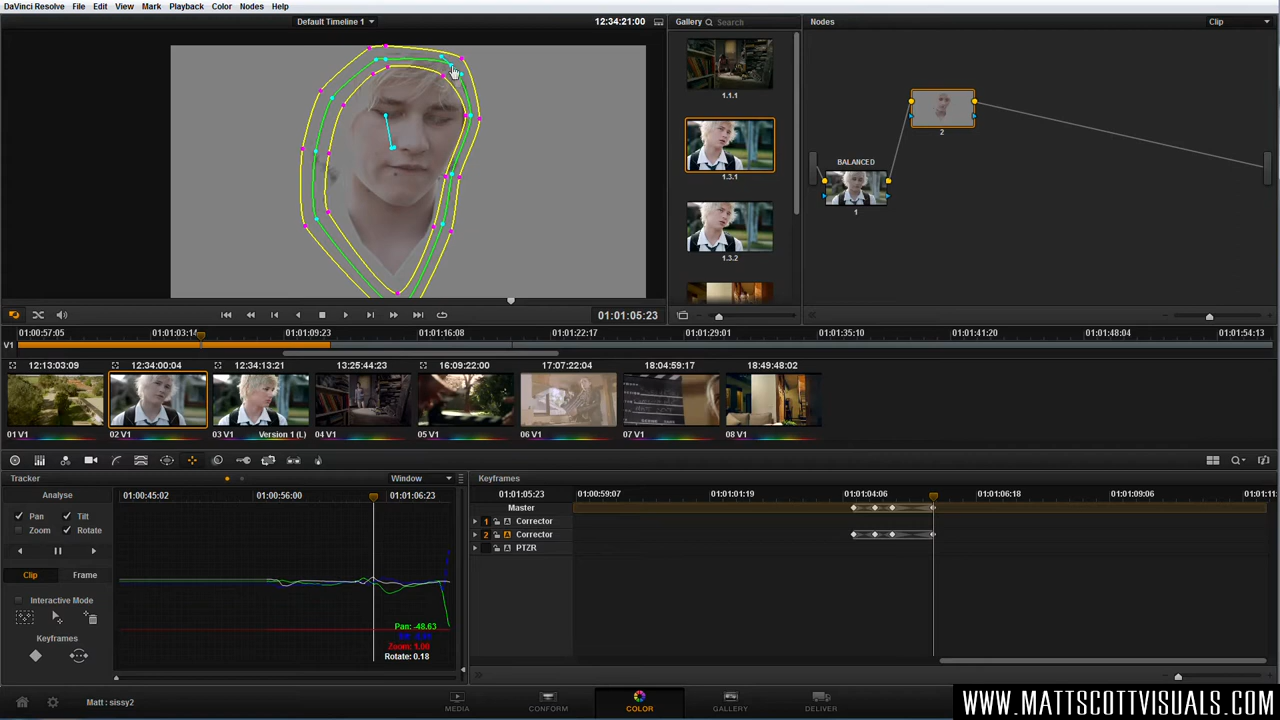 DaVinci Resolve File Edit View Mark Playback Color Nodes Help
Default Timeline 1
12:34:21:00
Gallery Search
Nodes
Clip
1.1.1
1.3.1
1.3.2
BALANCED
1
2
01:01:05:23
01:00:57:05 01:01:03:14 01:01:09:23 01:01:16:08 01:01:22:17 01:01:29:01 01:01:35:10 01:01:41:20 01:01:48:04 01:01:54:13
V1
12:13:03:09 12:34:00:04 12:34:13:21 13:25:44:23 16:09:22:00 17:07:22:04 18:04:59:17 18:49:48:02
01 V1 02 V1 03 V1 Version 1 (L) 04 V1 05 V1 06 V1 07 V1 08 V1
Tracker
Window
Keyframes
Analyse
Pan Tilt
Zoom Rotate
Clip Frame
Interactive Mode
Keyframes
01:00:45:02 01:00:56:00 01:01:06:23
Pan: -48.63
Zoom: 1.00
Rotate: 0.18
01:01:05:23 01:00:59:07 01:01:01:19 01:01:04:06 01:01:06:18 01:01:09:06 01:01:11:
Master
1 A Corrector
2 A Corrector
A PTZR
Matt : sissy2
MEDIA CONFORM COLOR GALLERY DELIVER
WWW.MATTSCOTTVISUALS.COM